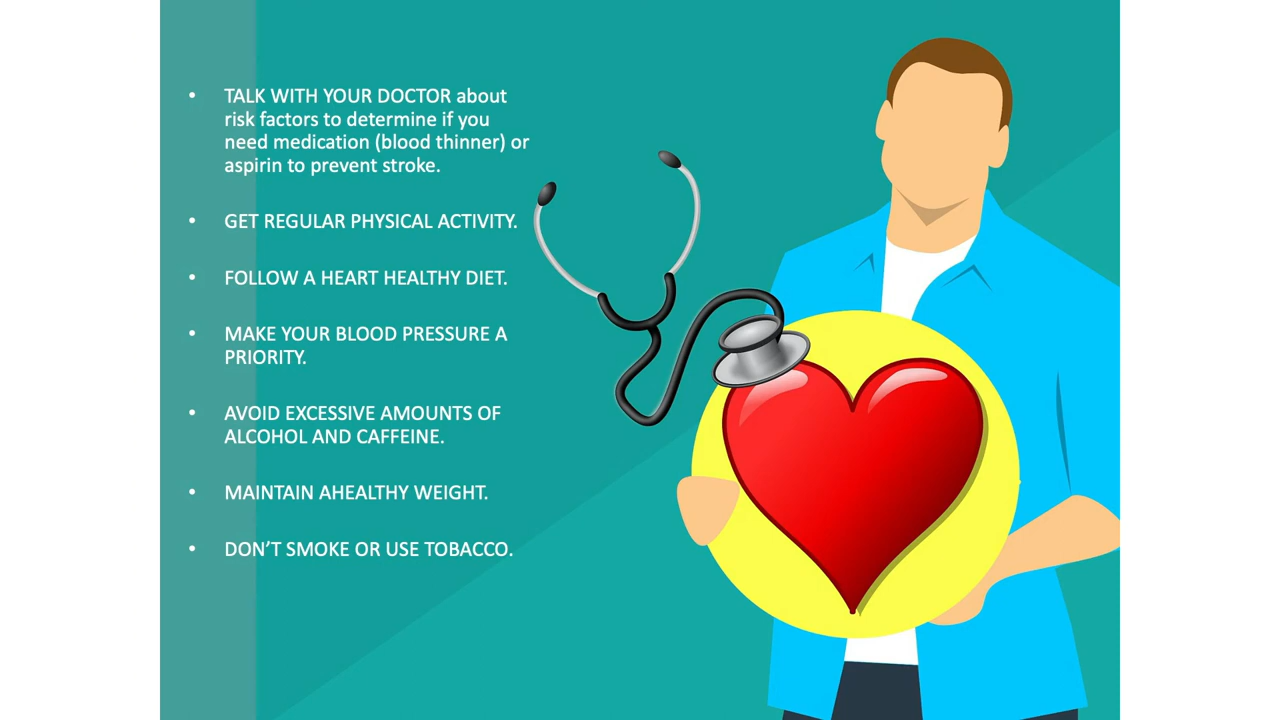 • TALK WITH YOUR DOCTOR about
risk factors to determine if you
need medication (blood thinner) or
aspirin to prevent stroke.
• GET REGULAR PHYSICAL ACTIVITY.
• FOLLOW A HEART HEALTHY DIET.
• MAKE YOUR BLOOD PRESSURE A
PRIORITY.
• AVOID EXCESSIVE AMOUNTS OF
ALCOHOL AND CAFFEINE.
• MAINTAIN AHEALTHY WEIGHT.
• DON’T SMOKE OR USE TOBACCO.